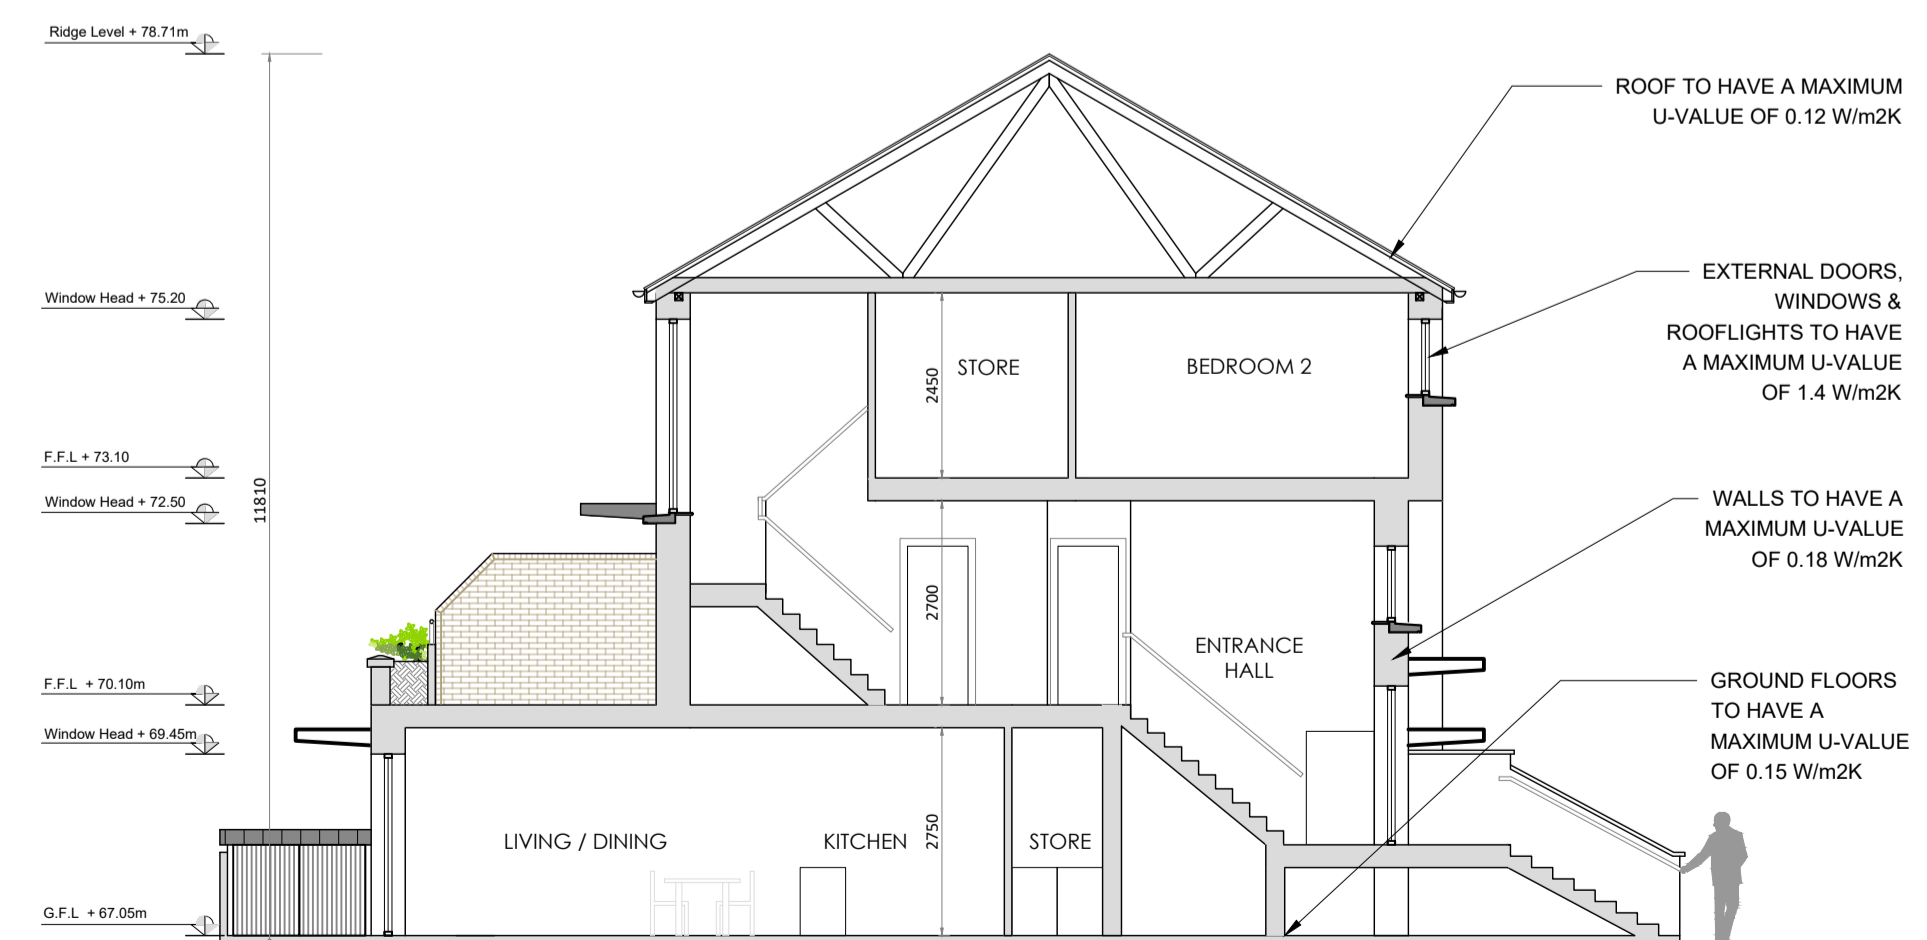 Ridge Level + 78.71m
Window Head + 75.20
F.F.L + 73.10
Window Head + 72.50
F.F.L + 70.10m
Window Head + 69.45m
G.F.L + 67.05m
11810
2450
STORE
BEDROOM 2
2700
ENTRANCE
HALL
LIVING / DINING
KITCHEN
2750
STORE
ROOF TO HAVE A MAXIMUM
U-VALUE OF 0.12 W/m2K
EXTERNAL DOORS,
WINDOWS &
ROOFLIGHTS TO HAVE
A MAXIMUM U-VALUE
OF 1.4 W/m2K
WALLS TO HAVE A
MAXIMUM U-VALUE
OF 0.18 W/m2K
GROUND FLOORS
TO HAVE A
MAXIMUM U-VALUE
OF 0.15 W/m2K